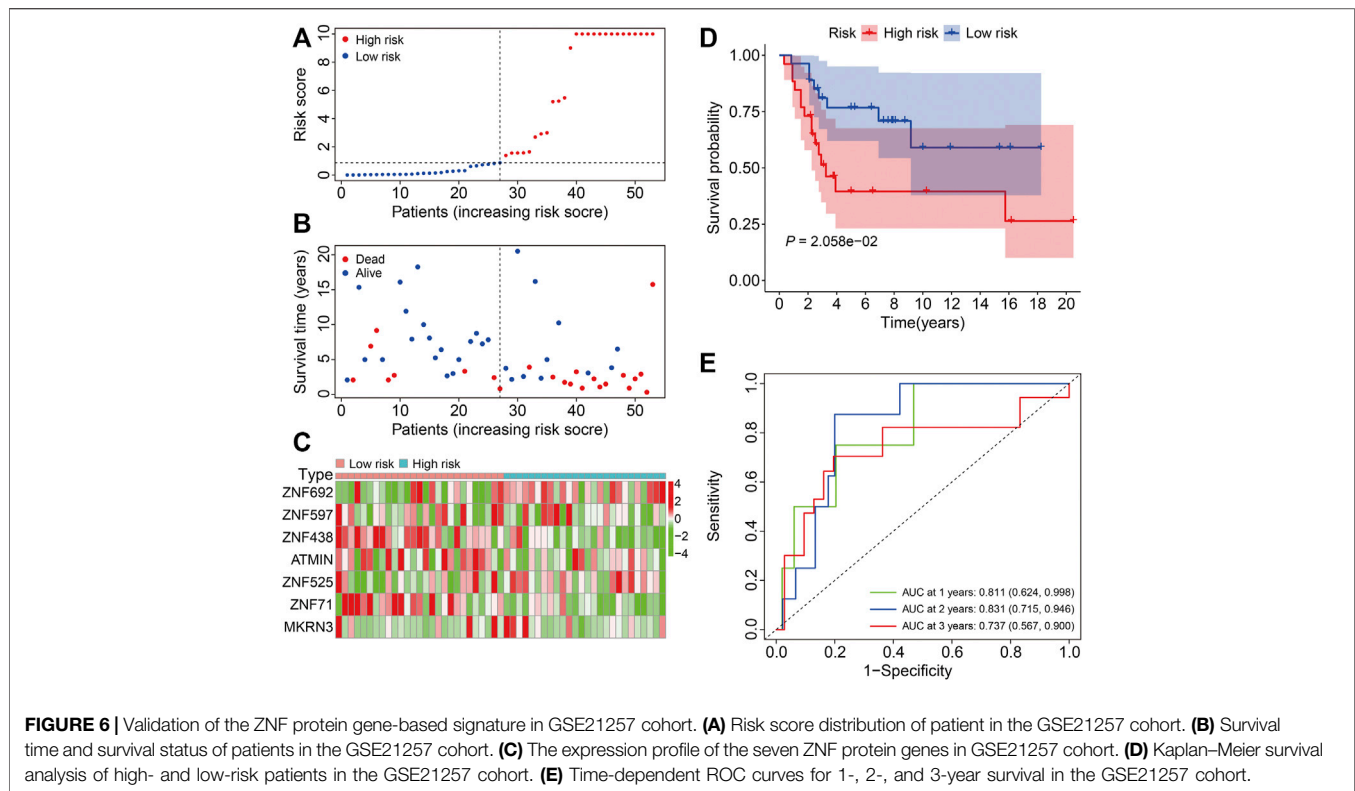 A
High risk
Low risk
Risk score
0
2
4
6
8
10
0 10 20 30 40 50
Patients (increasing risk socre)
B
Dead
Alive
Survival time (years)
0
5
10
15
20
0 10 20 30 40 50
Patients (increasing risk socre)
C
Low risk High risk
Type
ZNF692
ZNF597
ZNF438
ATMIN
ZNF525
ZNF71
MKRN3
4
2
0
−2
−4
D
Risk High risk Low risk
Survival probability
1.00
0.75
0.50
0.25
0.00
P = 2.058e−02
0 2 4 6 8 10 12 14 16 18 20
Time(years)
E
Sensitivity
0.0
0.2
0.4
0.6
0.8
1.0
AUC at 1 years: 0.811 (0.624, 0.998)
AUC at 2 years: 0.831 (0.715, 0.946)
AUC at 3 years: 0.737 (0.567, 0.900)
0.0 0.2 0.4 0.6 0.8 1.0
1−Specificity
FIGURE 6 | Validation of the ZNF protein gene-based signature in GSE21257 cohort. (A) Risk score distribution of patient in the GSE21257 cohort. (B) Survival
time and survival status of patients in the GSE21257 cohort. (C) The expression profile of the seven ZNF protein genes in GSE21257 cohort. (D) Kaplan–Meier survival
analysis of high- and low-risk patients in the GSE21257 cohort. (E) Time-dependent ROC curves for 1-, 2-, and 3-year survival in the GSE21257 cohort.